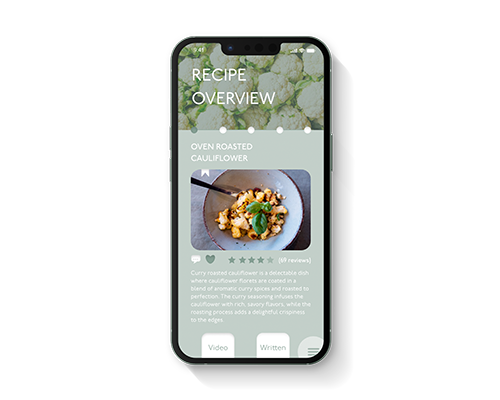 9:41
RECIPE
OVERVIEW
OVEN ROASTED
CAULIFLOWER
(69 reviews)
Curry roasted cauliflower is a delectable dish
where cauliflower florets are coated in a
blend of aromatic curry spices and roasted to
perfection. The curry seasoning infuses the
cauliflower with rich, savory flavors, while the
roasting process adds a delightful crispiness
to the edges
Video Written